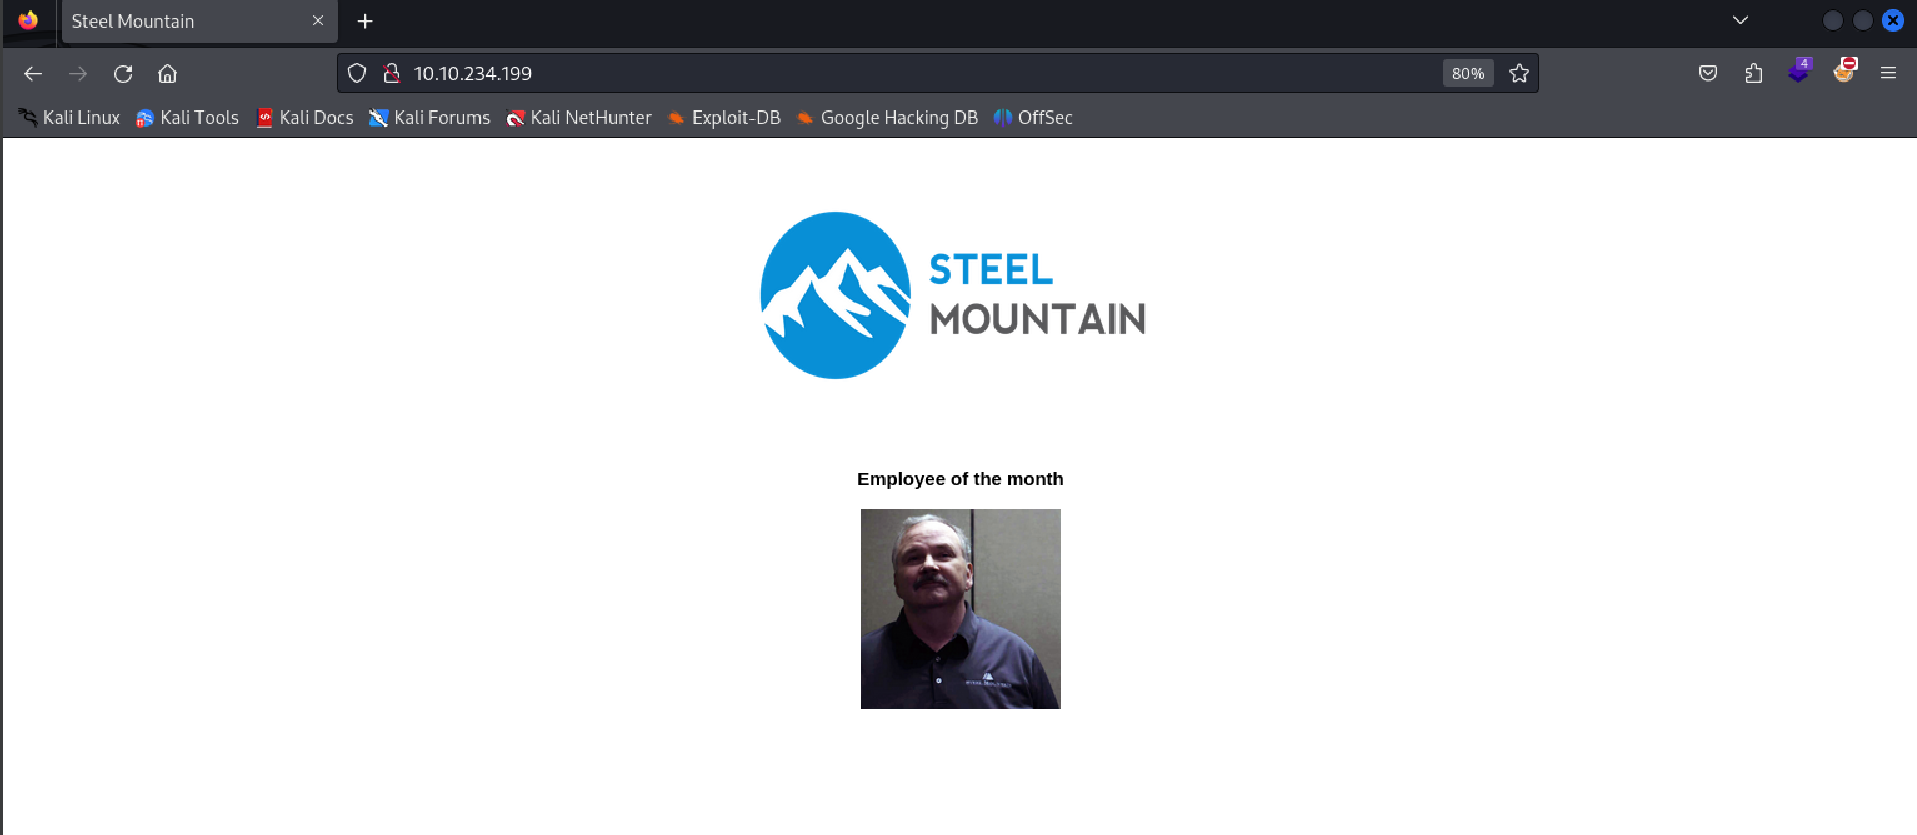 Steel Mountain
10.10.234.199
80%
4
Kali Linux Kali Tools Kali Docs Kali Forums Kali NetHunter Exploit-DB Google Hacking DB OffSec
STEEL
MOUNTAIN
Employee of the month